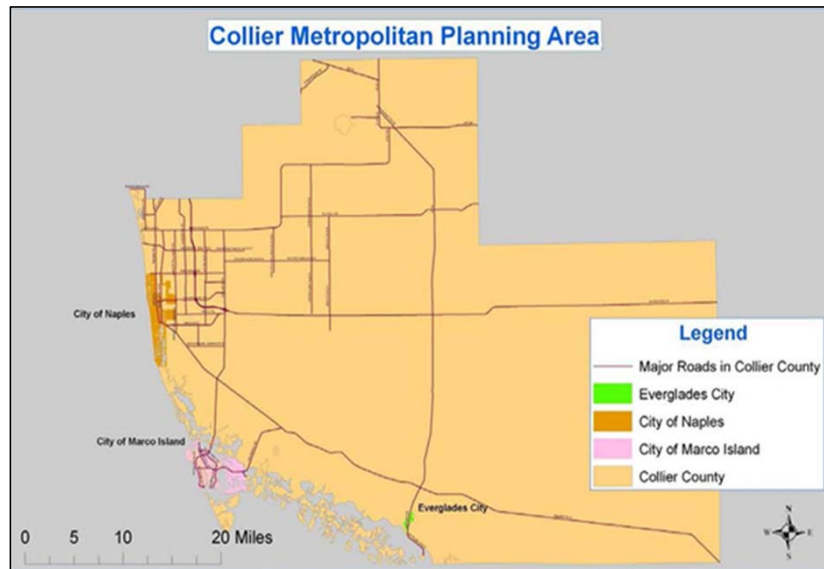 Collier Metropolitan Planning Area
City of Naples
City of Marco Island
Everglades City
Legend
Major Roads in Collier County
Everglades City
City of Naples
City of Marco Island
Collier County
0 5 10 20 Miles
N
W E
S